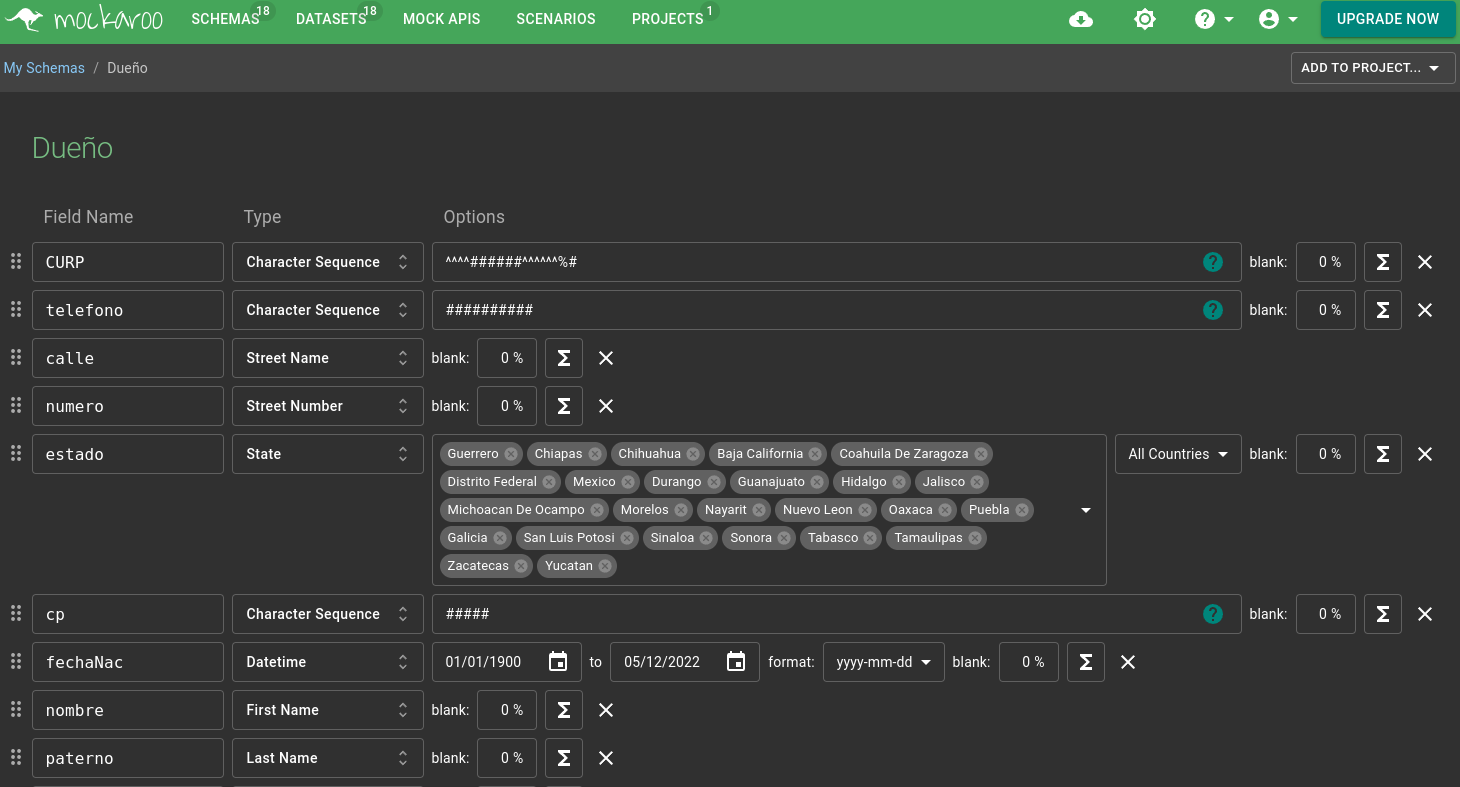 mockaroo SCHEMAS 18 DATASETS 18 MOCK APIS SCENARIOS PROJECTS 1 ? UPGRADE NOW
My Schemas / Dueño ADD TO PROJECT...
Dueño
Field Name Type Options
CURP Character Sequence ^^^^######^^^^^^%# ? blank: 0 % Σ
telefono Character Sequence ########## ? blank: 0 % Σ
calle Street Name blank: 0 % Σ
numero Street Number blank: 0 % Σ
estado State Guerrero Chiapas Chihuahua Baja California Coahuila De Zaragoza All Countries blank: 0 % Σ
Distrito Federal Mexico Durango Guanajuato Hidalgo Jalisco
Michoacan De Ocampo Morelos Nayarit Nuevo Leon Oaxaca Puebla
Galicia San Luis Potosi Sinaloa Sonora Tabasco Tamaulipas
Zacatecas Yucatan
cp Character Sequence ##### ? blank: 0 % Σ
fechaNac Datetime 01/01/1900 to 05/12/2022 format: yyyy-mm-dd blank: 0 % Σ
nombre First Name blank: 0 % Σ
paterno Last Name blank: 0 % Σ